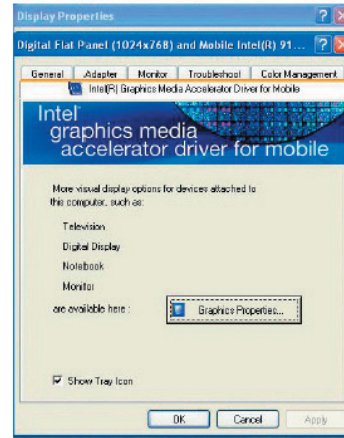 Display Properties
Digital Flat Panel (1024x768) and Mobile Intel(R) 91...
General Adapter Monitor Troubleshoot Color Management
Intel(R) Graphics Media Accelerator Driver for Mobile
Intel
graphics media
accelerator driver for mobile
More visual display options for devices attached to
this computer, such as:
Television
Digital Display
Notebook
Monitor
are available here :
Graphics Properties...
Show Tray Icon
OK Cancel Apply